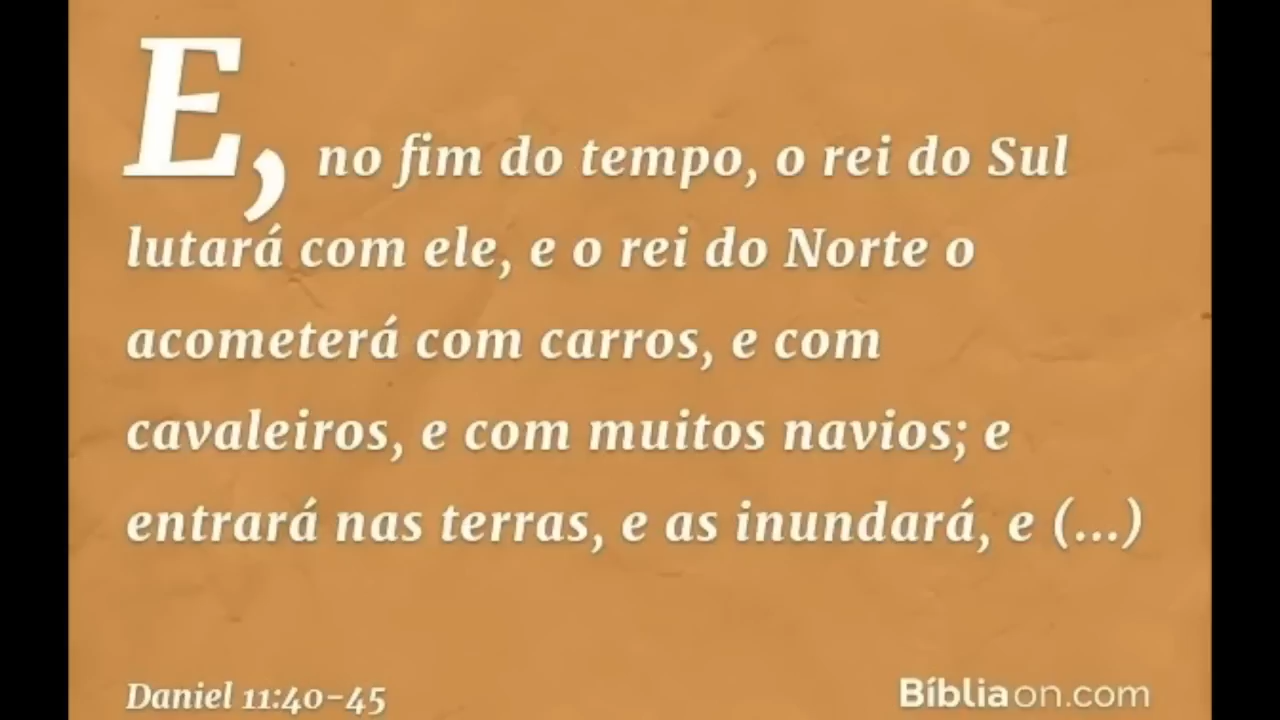 E, no fim do tempo, o rei do Sul
lutará com ele, e o rei do Norte o
acometerá com carros, e com
cavaleiros, e com muitos navios; e
entrará nas terras, e as inundará, e (...)
Daniel 11:40-45
Bíbliaon.com